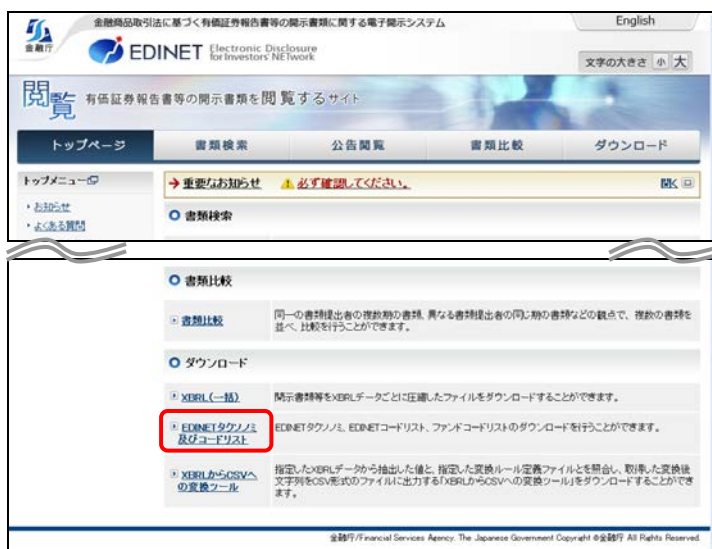 金融商品取引法に基づく有価証券報告書等の開示書類に関する電子開示システム
English
金融庁
EDINET Electronic Disclosure for Investors' NETwork
文字の大きさ 小 大
閲覧 有価証券報告書等の開示書類を閲覧するサイト
トップページ 書類検索 公告閲覧 書類比較 ダウンロード
トップメニュー
重要なお知らせ 必ず確認してください。 開く
お知らせ
よくある質問
書類検索
書類比較
書類比較
同一の書類提出者の複数期の書類、異なる書類提出者の同じ期の書類などの観点で、複数の書類を
並べ、比較を行うことができます。
ダウンロード
XBRL(一括)
開示書類等をXBRLデータごとに圧縮したファイルをダウンロードすることができます。
EDINETタクソノミ
及びコードリスト
EDINETタクソノミ、EDINETコードリスト、ファンドコードリストのダウンロードを行うことができます。
XBRLからCSVへ
の変換ツール
指定したXBRLデータから抽出した値と、指定した変換ルール定義ファイルとを照合し、取得した変換後
文字列をCSV形式のファイルに出力する「XBRLからCSVへの変換ツール」をダウンロードすることができ
ます。
金融庁/Financial Services Agency. The Japanese Government Copyright ©金融庁 All Rights Reserved.